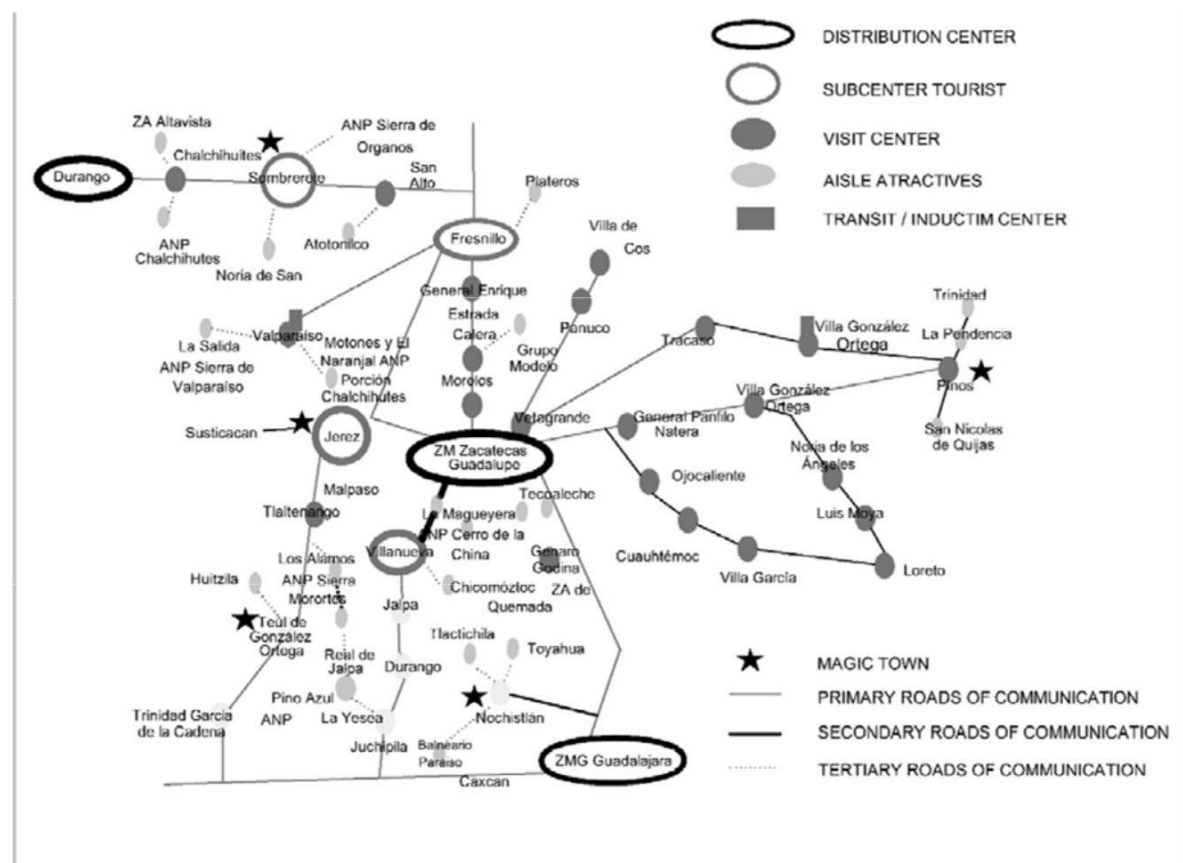 DISTRIBUTION CENTER
SUBCENTER TOURIST
VISIT CENTER
AISLE ATRACTIVES
TRANSIT / INDUCTIM CENTER
ZA Altavista
ANP Sierra de
Organos
Chalchihuites
Sombrerete
San
Alto
Durango
Plateros
ANP
Chalchihutes
Atotonilco
Noria de San
Fresnillo
Villa de
Cos
General Enrique
Estrada
Calera
Panuco
Trinidad
La Pendencia
Valparaíso
La Salida
ANP Sierra de
Valparaíso
Motones y El
Naranjal ANP
Porción
Chalchihutes
Grupo
Modelo
Tracaso
Villa González
Ortega
Pinos
Morelos
Villa González
Ortega
Vetagrande
General Panfilo
Natera
San Nicolas
de Quijas
Susticacan
Jerez
ZM Zacatecas
Guadalupe
Noria de los
Ángeles
Ojocaliente
Malpaso
Tlaltenango
Tecoaleche
La Magueyera
ANP Cerro de la
China
Luis Moya
Cuauhtémoc
Villa García
Loreto
Villanueva
Genaro
Codina
Los Alamos
ANP Sierra
Morortes
Huitzila
Chicomóztoc
ZA de
Quemada
Jalpa
Teúl de
González
Ortega
Tlactichila
Toyahua
Real de
Jalpa
Durango
Pino Azul
ANP
La Yesea
Nochistlán
Trinidad García
de la Cadena
Juchipila
Balneario
Paraiso
Caxcan
ZMG Guadalajara
MAGIC TOWN
PRIMARY ROADS OF COMMUNICATION
SECONDARY ROADS OF COMMUNICATION
TERTIARY ROADS OF COMMUNICATION